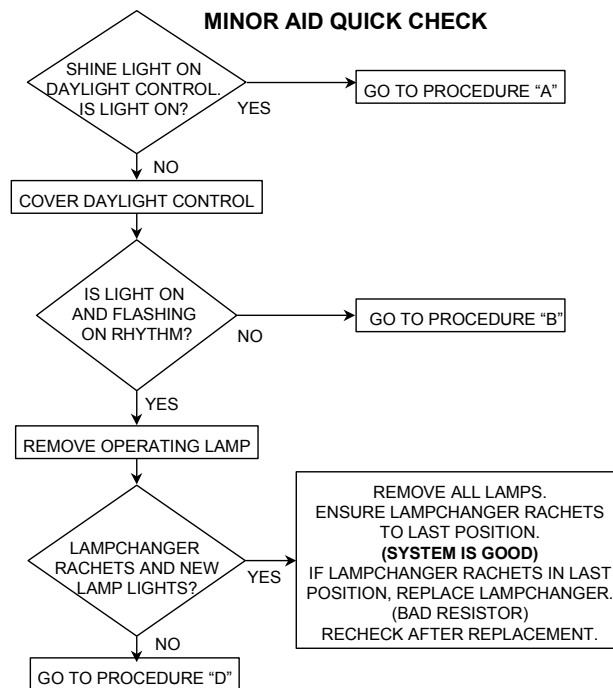 MINOR AID QUICK CHECK
SHINE LIGHT ON
DAYLIGHT CONTROL.
IS LIGHT ON?
YES
GO TO PROCEDURE “A”
NO
COVER DAYLIGHT CONTROL
IS LIGHT ON
AND FLASHING
ON RHYTHM?
NO
GO TO PROCEDURE “B”
YES
REMOVE OPERATING LAMP
LAMPCHANGER
RACHETS AND NEW
LAMP LIGHTS?
YES
REMOVE ALL LAMPS.
ENSURE LAMPCHANGER RACHETS
TO LAST POSITION.
(SYSTEM IS GOOD)
IF LAMPCHANGER RACHETS IN LAST
POSITION, REPLACE LAMPCHANGER.
(BAD RESISTOR)
RECHECK AFTER REPLACEMENT.
NO
GO TO PROCEDURE “D”